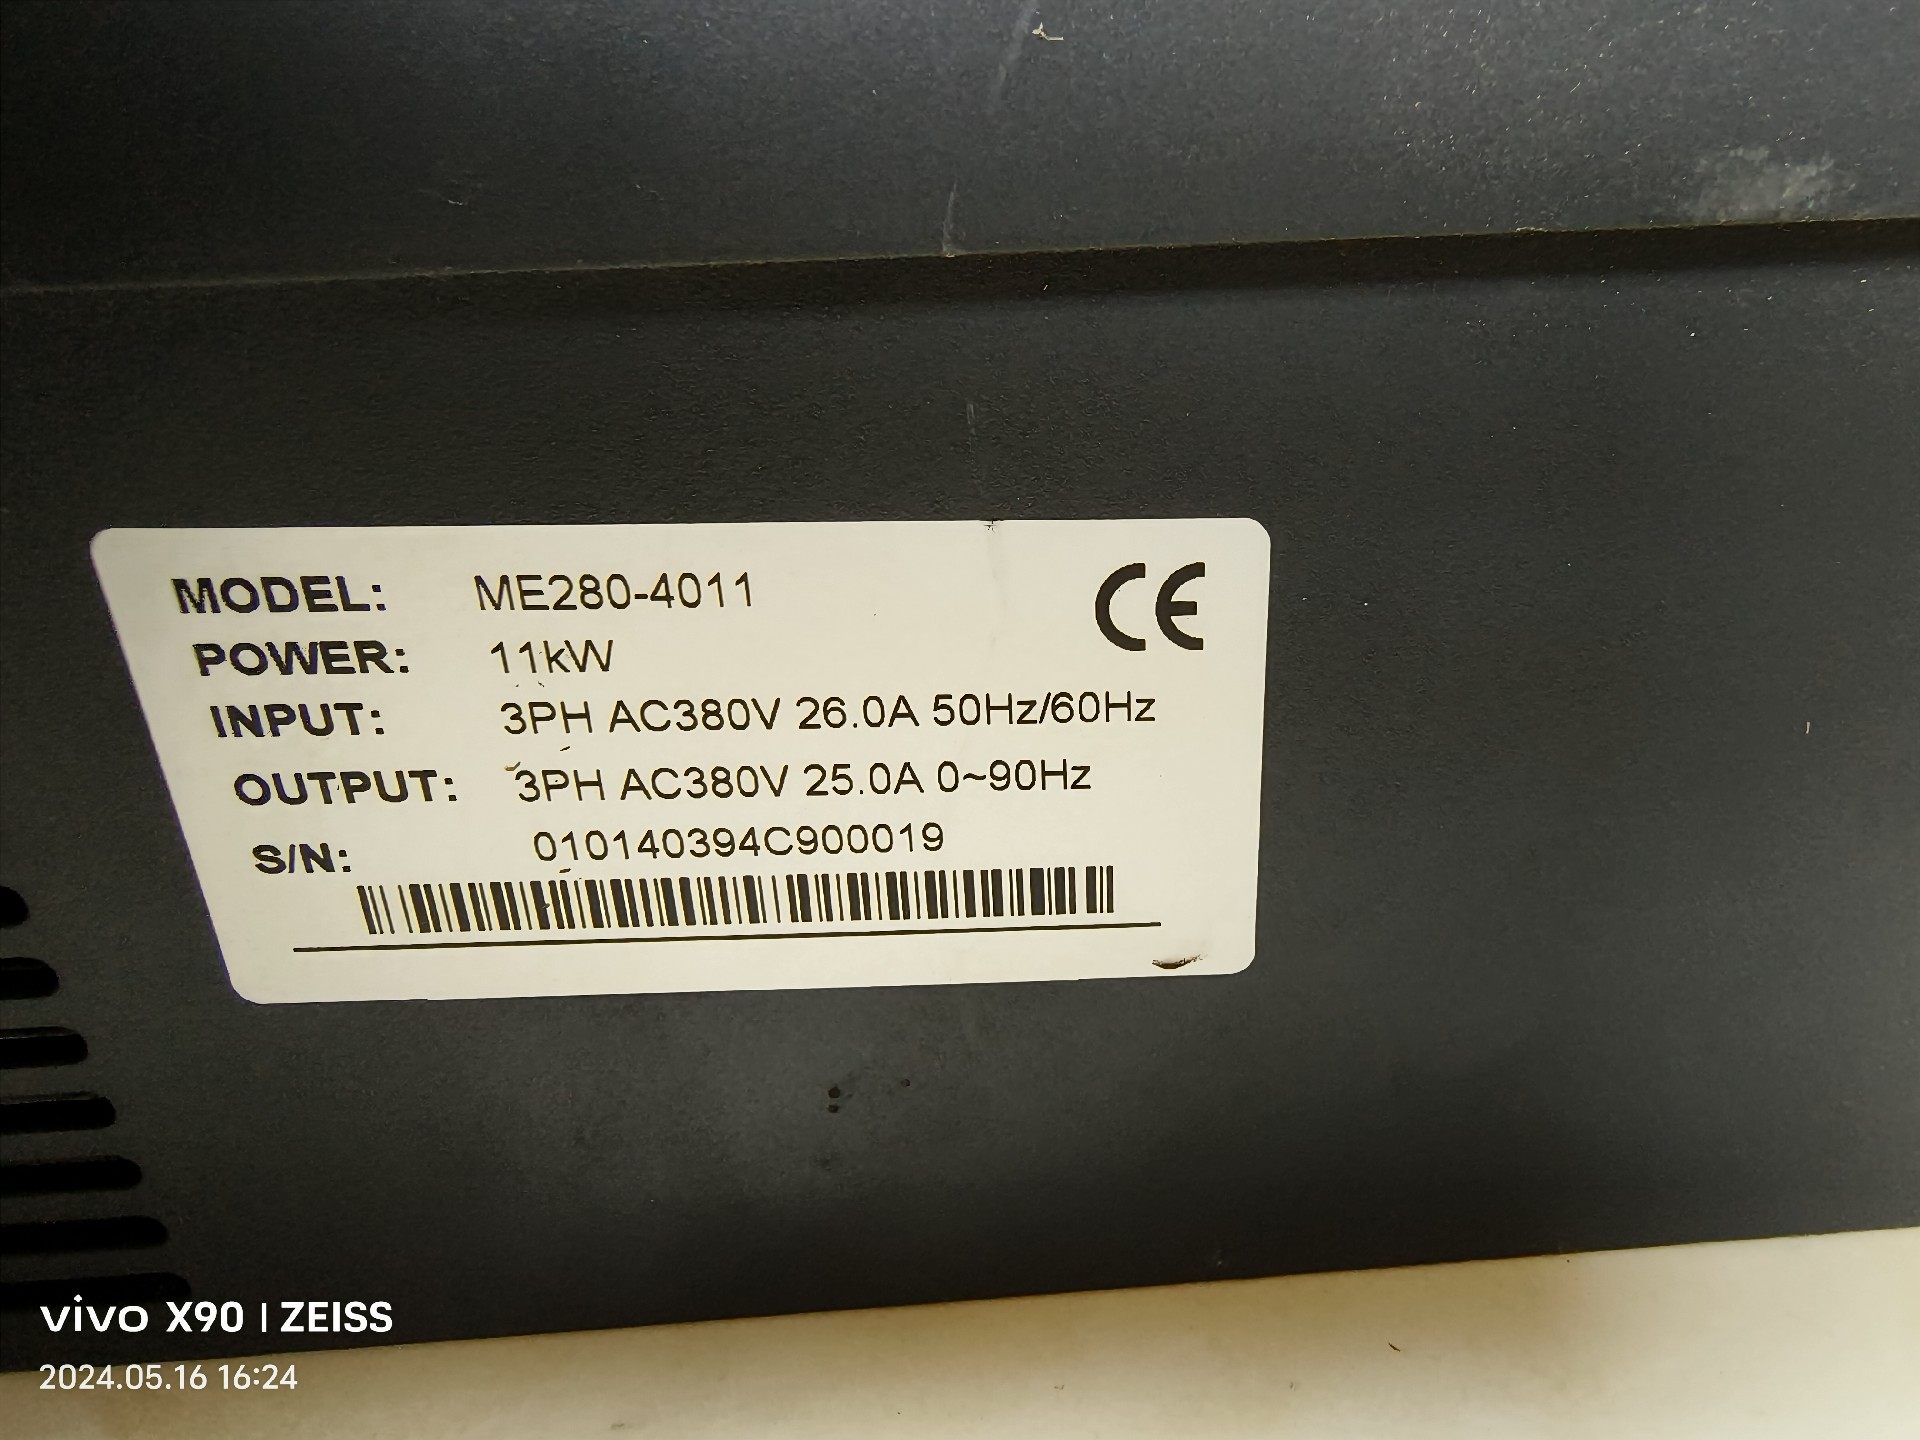 MODEL: ME280-4011
CE
POWER: 11kW
INPUT: 3PH AC380V 26.0A 50Hz/60Hz
OUTPUT: 3PH AC380V 25.0A 0~90Hz
S/N: 010140394C900019
vivo X90 | ZEISS
2024.05.16 16:24